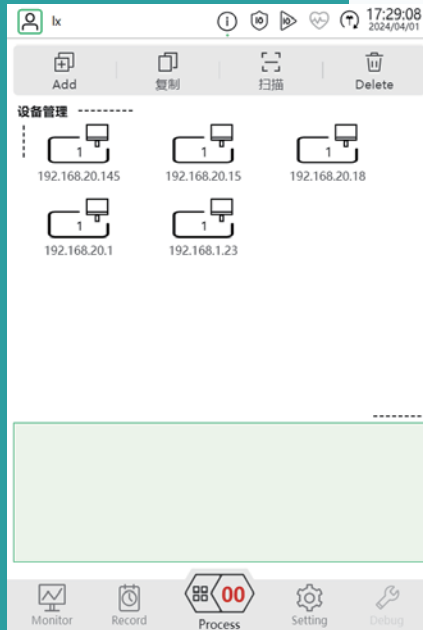 lx 17:29:08
2024/04/01
Add 复制 扫描 Delete
设备管理
1 1 1
192.168.20.145 192.168.20.15 192.168.20.18
1 1
192.168.20.1 192.168.1.23
00
Monitor Record Process Setting Debug